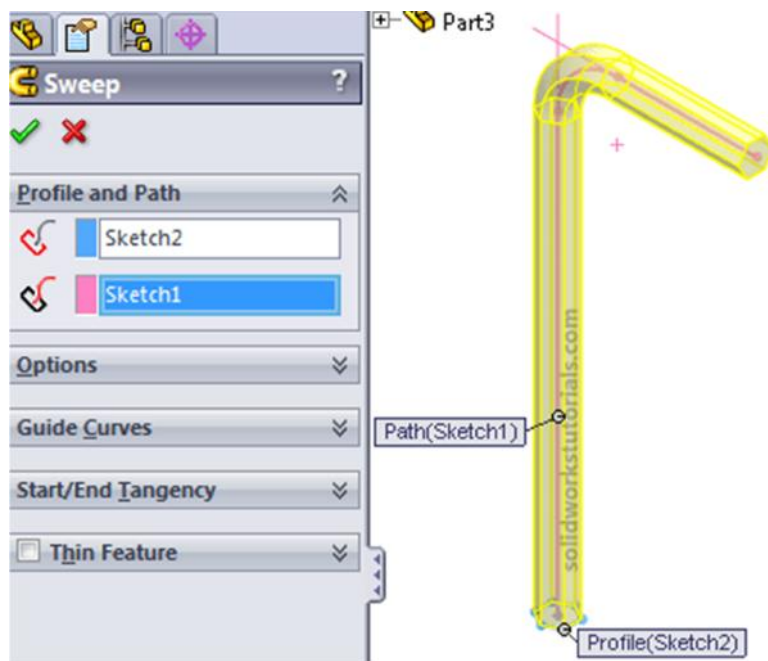 Part3
Sweep ?
Profile and Path
Sketch2
Sketch1
Options
Guide Curves
Start/End Tangency
Thin Feature
Path(Sketch1)
solidworkstutorials.com
Profile(Sketch2)